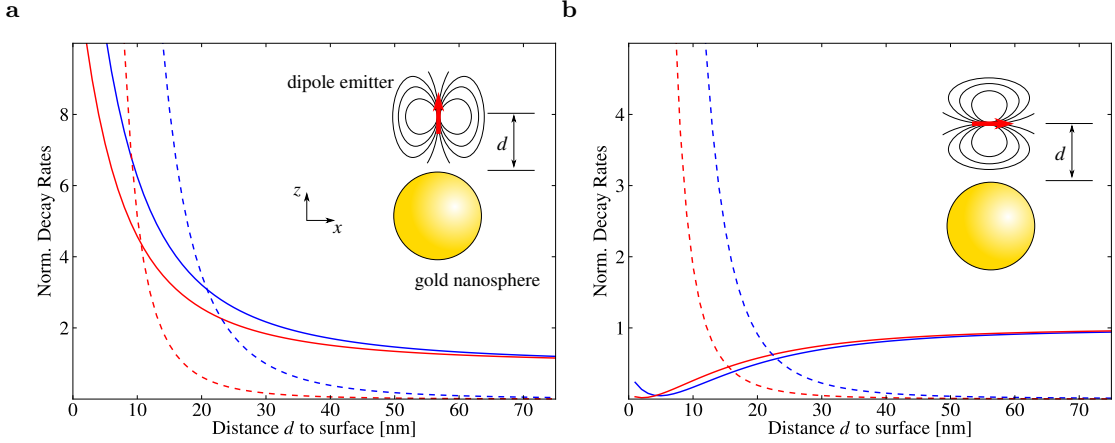 a
Norm. Decay Rates
8
6
4
2
0
10
20
30
40
50
60
70
Distance d to surface [nm]
dipole emitter
d
z
x
gold nanosphere
b
Norm. Decay Rates
4
3
2
1
0
0
10
20
30
40
50
60
70
Distance d to surface [nm]
d